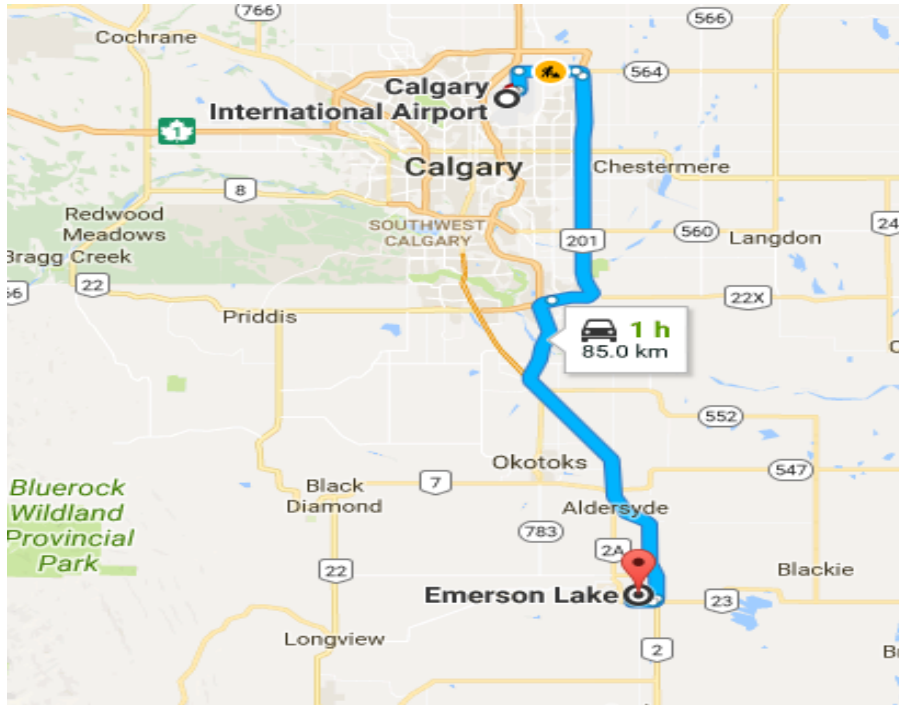 766
566
Cochrane
564
Calgary
International Airport
1
Calgary
Chestermere
8
Redwood
Meadows
SOUTHWEST
CALGARY
201
560
Langdon
24
Bragg Creek
66
22
22X
Priddis
1 h
85.0 km
552
Okotoks
547
Bluerock
Wildland
Provincial
Park
Black
Diamond
7
Aldersyde
783
2A
22
Blackie
Emerson Lake
23
Longview
2